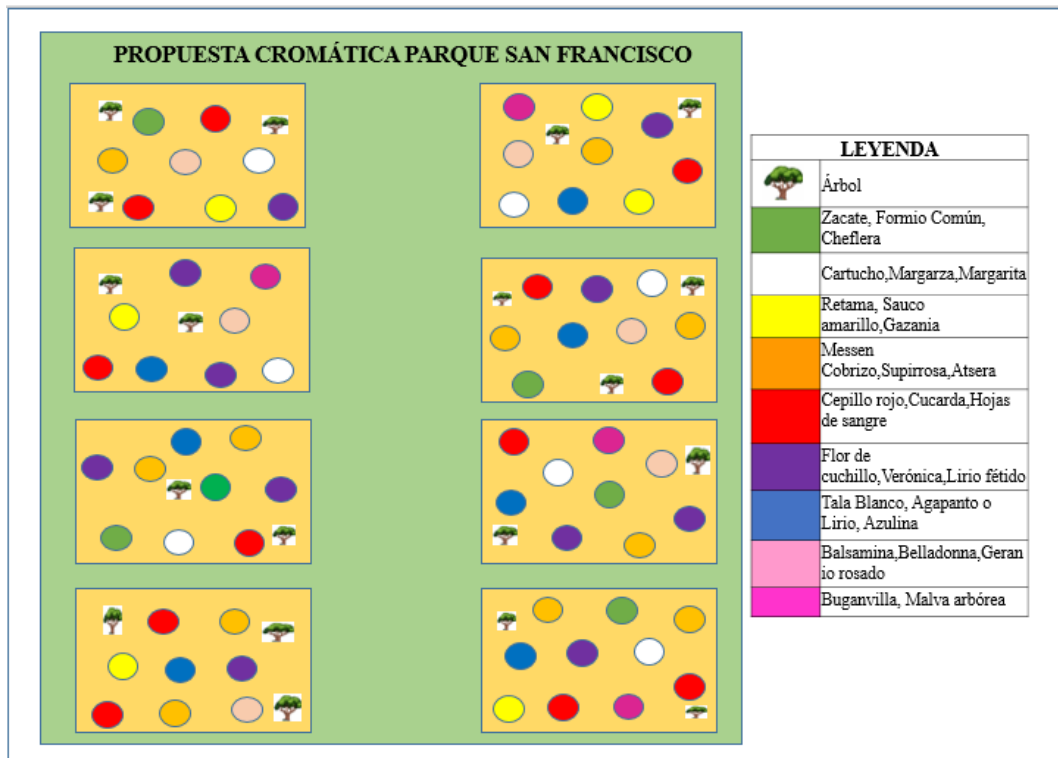 PROPUESTA CROMÁTICA PARQUE SAN FRANCISCO
LEYENDA
Árbol
Zacate, Formio Común,
Cheflera
Cartucho,Margarza,Margarita
Retama, Sauco
amarillo,Gazania
Messen
Cobrizo,Supirrosa,Atsera
Cepillo rojo,Cucarda,Hojas
de sangre
Flor de
cuchillo,Verónica,Lirio fétido
Tala Blanco, Agapanto o
Lirio, Azulina
Balsamina,Belladonna,Geran
io rosado
Buganvilla, Malva arbórea